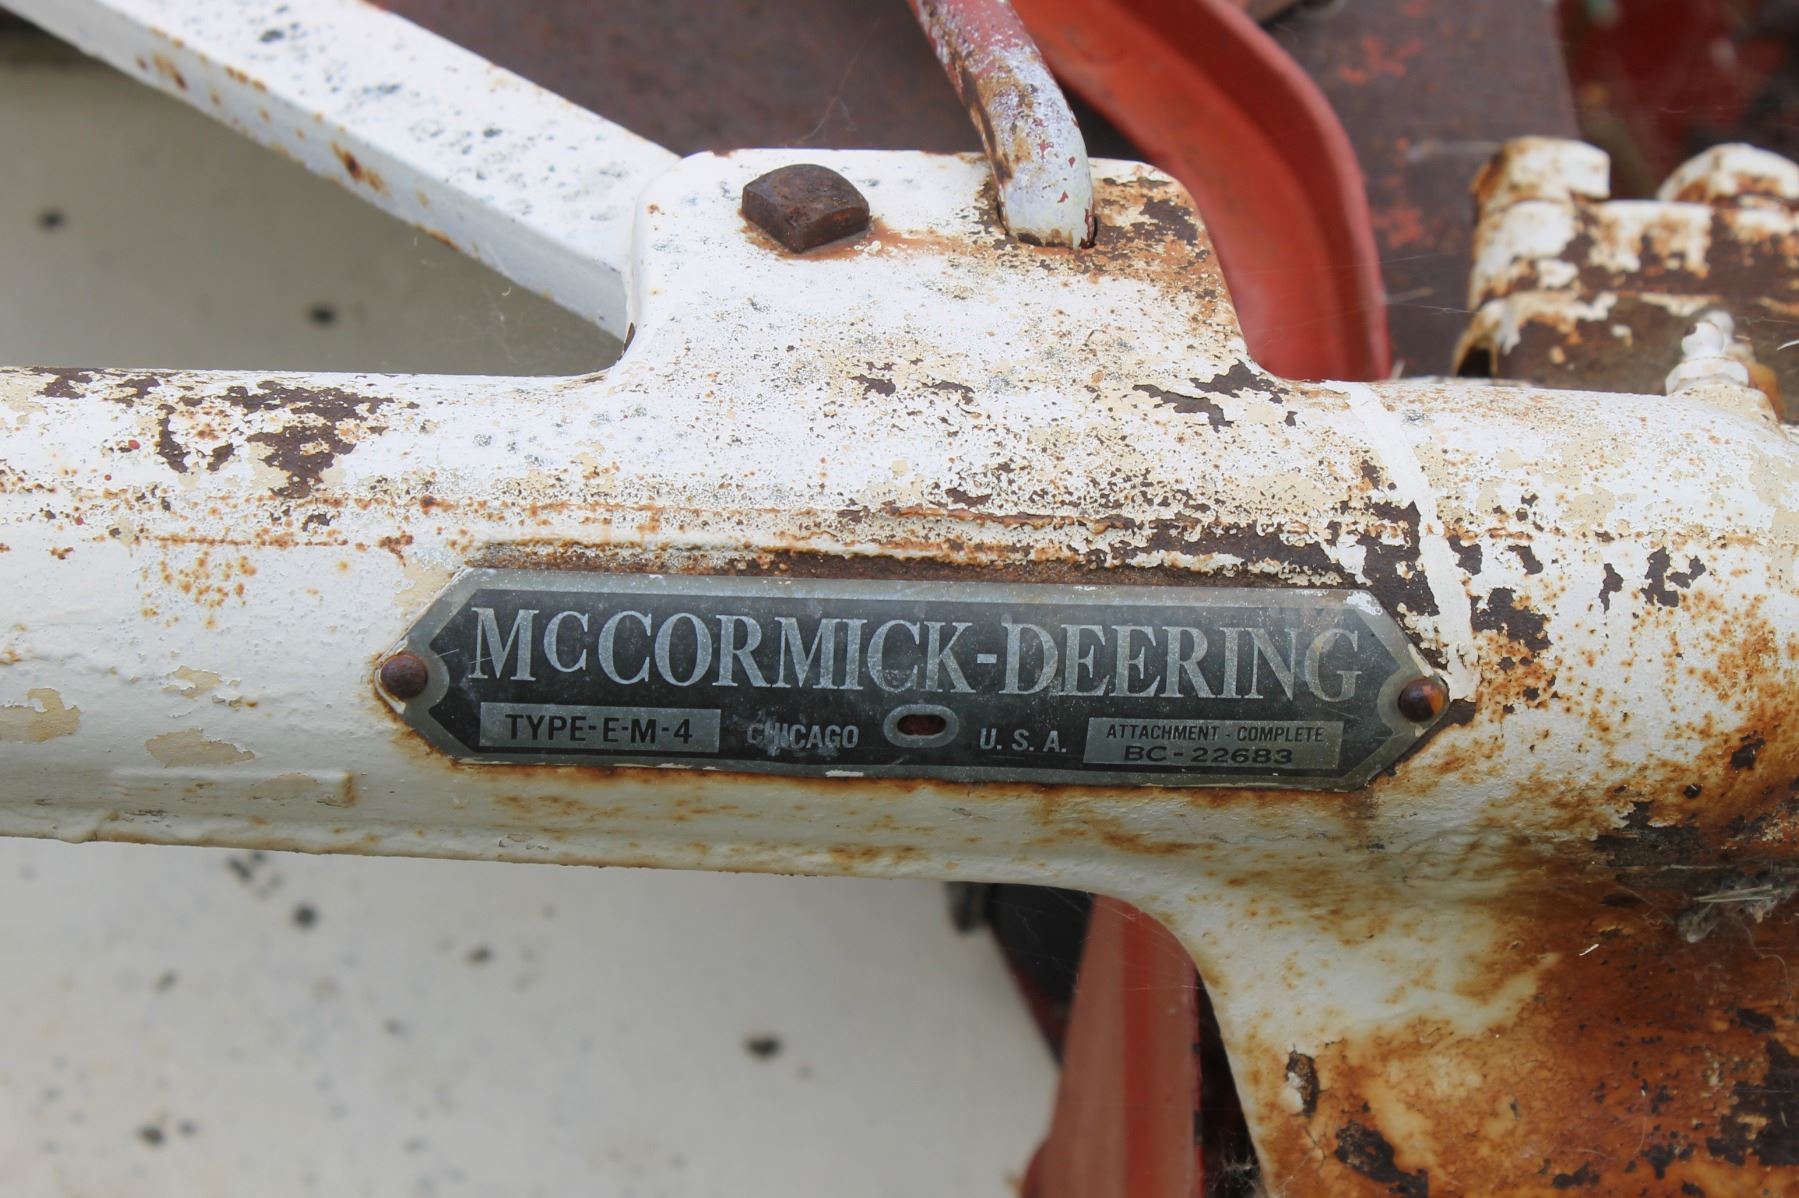 McCORMICK-DEERING
TYPE-E-M-4 CHICAGO U. S. A. ATTACHMENT - COMPLETE
BC-22683